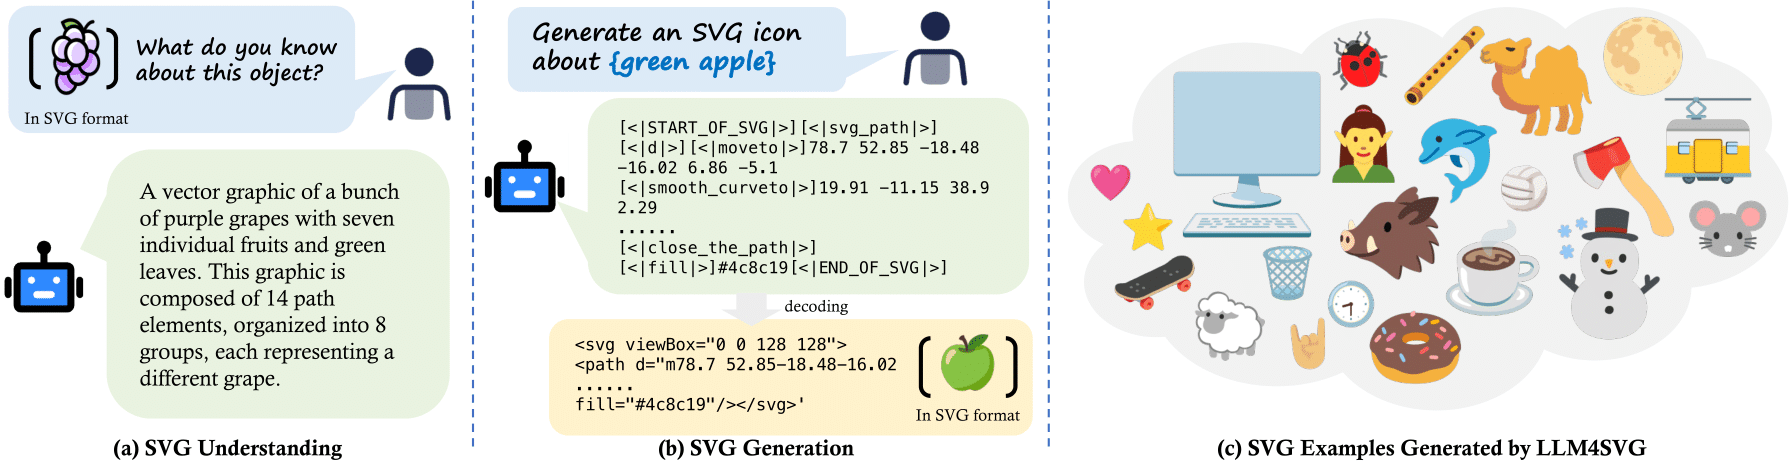 What do you know
about this object?
In SVG format
A vector graphic of a bunch
of purple grapes with seven
individual fruits and green
leaves. This graphic is
composed of 14 path
elements, organized into 8
groups, each representing a
different grape.
(a) SVG Understanding
Generate an SVG icon
about {green apple}
[<|START_OF_SVG|>][<|svg_path|>]
[<|d|>][<|moveto|>]78.7 52.85 -18.48
-16.02 6.86 -5.1
[<|smooth_curveto|>]19.91 -11.15 38.9
2.29
......
[<|close_the_path|>]
[<|fill|>]#4c8c19[<|END_OF_SVG|>]
decoding
<svg viewBox="0 0 128 128">
<path d="m78.7 52.85-18.48-16.02
......
fill="#4c8c19"/></svg>'
In SVG format
(b) SVG Generation
(c) SVG Examples Generated by LLM4SVG